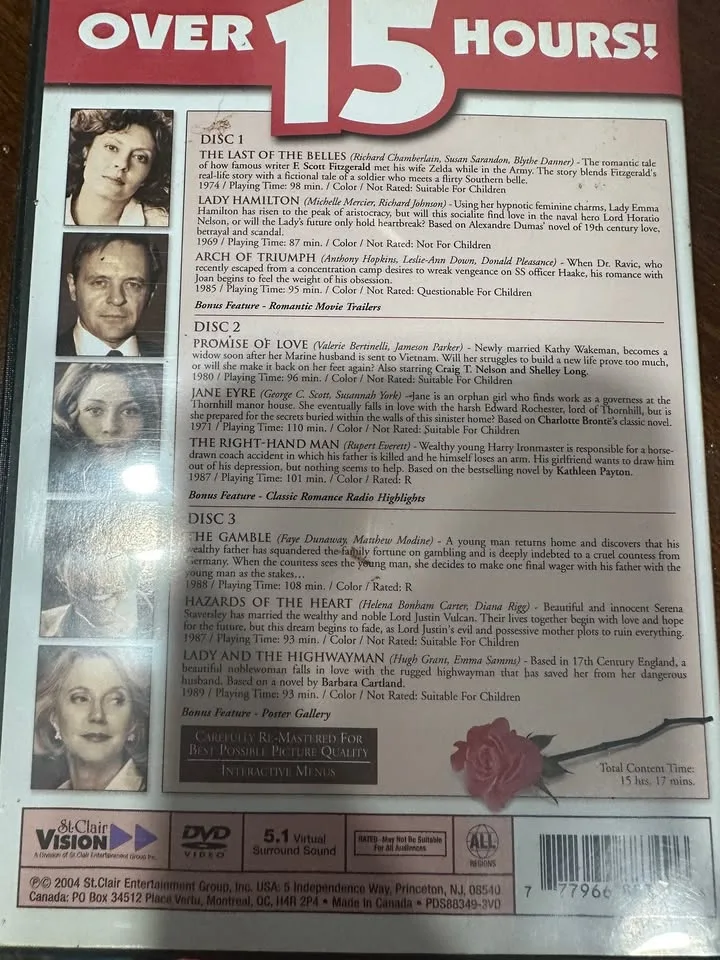 OVER 15 HOURS!
DISC 1
THE LAST OF THE BELLES (Richard Chamberlain, Susan Sarandon, Blythe Danner) - The romantic tale
of how famous writer F. Scott Fitzgerald met his wife Zelda while in the Army. The story blends Fitzgerald's
real-life story with a fictional tale of a soldier who meets a flirty Southern belle.
1974 / Playing Time: 98 min. / Color / Not Rated: Suitable For Children
LADY HAMILTON (Michelle Mercier, Richard Johnson) - Using her hypnotic feminine charms, Lady Emma
Hamilton has risen to the peak of aristocracy, but will this socialite find love in the naval hero Lord Horatio
Nelson, or will the Lady's future only hold heartbreak? Based on Alexandre Dumas' novel of 19th century love,
betrayal and scandal.
1969 / Playing Time: 87 min. / Color / Not Rated: Not For Children
ARCH OF TRIUMPH (Anthony Hopkins, Leslie-Ann Down, Donald Pleasance) - When Dr. Ravic, who
recently escaped from a concentration camp desires to wreak vengeance on SS officer Haake, his romance with
Joan begins to feel the weight of his obsession.
1985 / Playing Time: 95 min. / Color / Not Rated: Questionable For Children
Bonus Feature - Romantic Movie Trailers
DISC 2
PROMISE OF LOVE (Valerie Bertinelli, Jameson Parker) - Newly married Kathy Wakeman, becomes a
widow soon after her Marine husband is sent to Vietnam. Will her struggles to build a new life prove too much,
or will she make it back on her feet again? Also starring Craig T. Nelson and Shelley Long.
1980 / Playing Time: 96 min. / Color / Not Rated: Suitable For Children
JANE EYRE (George C. Scott, Susannah York) - Jane is an orphan girl who finds work as a governess at the
Thornhill manor house. She eventually falls in love with the harsh Edward Rochester, lord of Thornhill, but is
she prepared for the secrets buried within the walls of this sinister home? Based on Charlotte Brontë's classic novel.
1971 / Playing Time: 110 min. / Color / Not Rated: Suitable For Children
THE RIGHT-HAND MAN (Rupert Everett) - Wealthy young Harry Ironmaster is responsible for a horse-
drawn coach accident in which his father is killed and he himself loses an arm. His girlfriend wants to draw him
out of his depression, but nothing seems to help. Based on the bestselling novel by Kathleen Payton.
1987 / Playing Time: 101 min. / Color / Rated: R
Bonus Feature - Classic Romance Radio Highlights
DISC 3
THE GAMBLE (Faye Dunaway, Matthew Modine) - A young man returns home and discovers that his
wealthy father has squandered the family fortune on gambling and is deeply indebted to a cruel countess from
Germany. When the countess sees the young man, she decides to make one final wager with his father with the
young man as the stakes...
1988 / Playing Time: 108 min. / Color / Rated: R
HAZARDS OF THE HEART (Helena Bonham Carter, Diana Rigg) - Beautiful and innocent Serena
Staversley has married the wealthy and noble Lord Justin Vulcan. Their lives together begin with love and hope
for the future, but this dream begins to fade, as Lord Justin's evil and possessive mother plots to ruin everything.
1987 / Playing Time: 93 min. / Color / Not Rated: Suitable For Children
LADY AND THE HIGHWAYMAN (Hugh Grant, Emma Samms) - Based in 17th Century England, a
beautiful noblewoman falls in love with the rugged highwayman that has saved her from her dangerous
husband. Based on a novel by Barbara Cartland.
1989 / Playing Time: 93 min. / Color / Not Rated: Suitable For Children
Bonus Feature - Poster Gallery
CAREFULLY RE-MASTERED FOR
BEST POSSIBLE PICTURE QUALITY
INTERACTIVE MENUS
Total Content Time:
15 hrs. 17 mins.
St.Clair
VISION
A Division of St.Clair Entertainment Group Inc.
DVD
VIDEO
5.1 Virtual
Surround Sound
RATED - May Not Be Suitable
For All Audiences
ALL
REGIONS
℗© 2004 St.Clair Entertainment Group, Inc. USA: 5 Independence Way, Princeton, NJ, 08540
Canada: PO Box 34512 Place Vertu, Montreal, QC, H4R 2P4 • Made In Canada • PDS88349-3VD
7 77966